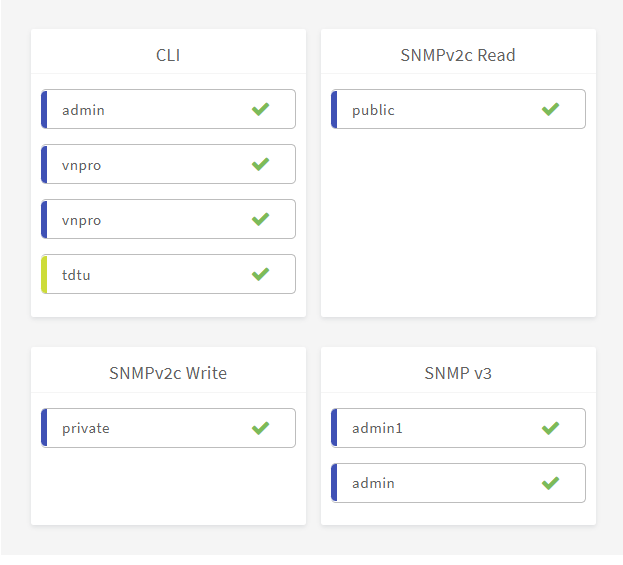 CLI
admin
vnpro
vnpro
tdtu
SNMPv2c Read
public
SNMPv2c Write
private
SNMP v3
admin1
admin